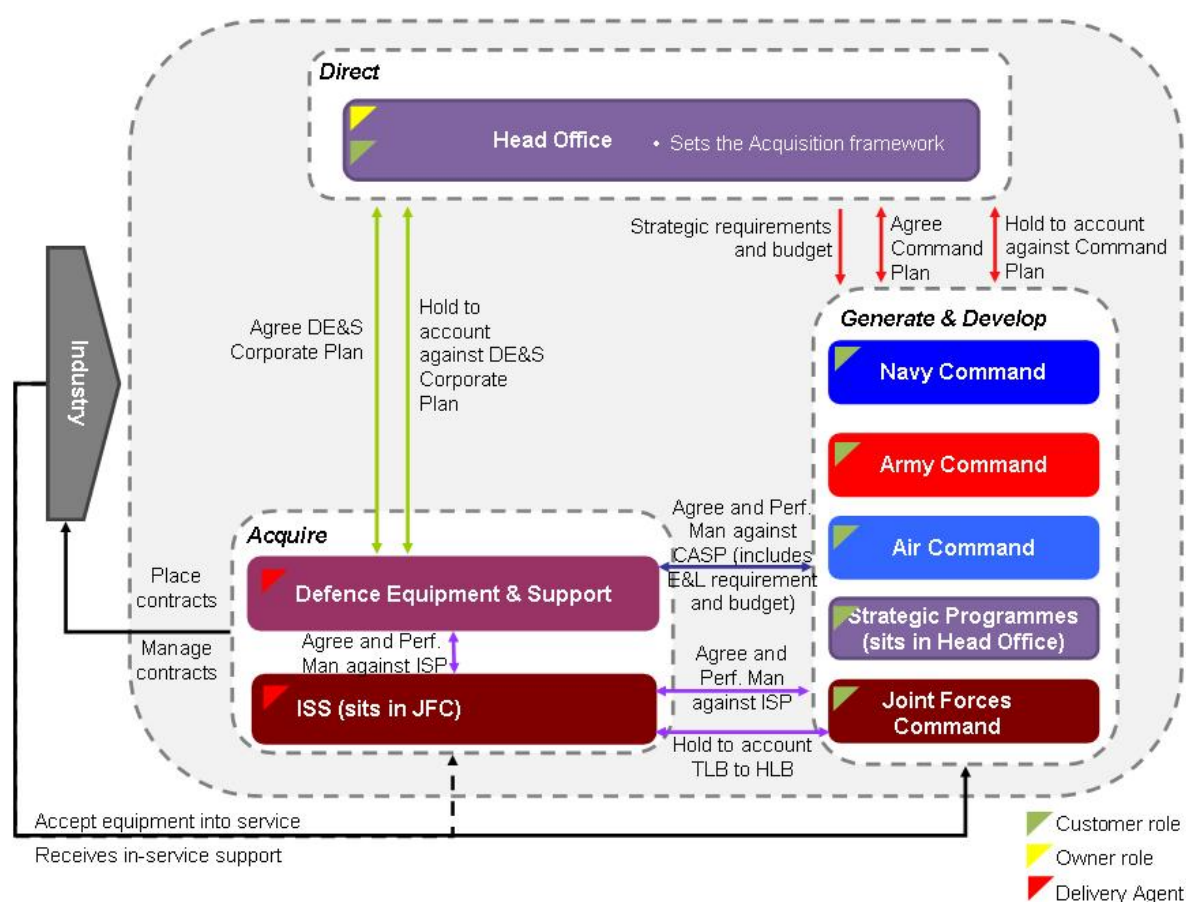 Direct
Head Office
• Sets the Acquisition framework
Strategic requirements
and budget
Agree
Command
Plan
Hold to account
against Command
Plan
Industry
Agree DE&S
Corporate Plan
Hold to
account
against DE&S
Corporate
Plan
Generate & Develop
Navy Command
Army Command
Air Command
Strategic Programmes
(sits in Head Office)
Joint Forces
Command
Acquire
Defence Equipment & Support
Agree and Perf.
Man against ISP
ISS (sits in JFC)
Agree and Perf.
Man against
CASP (includes
E&L requirement
and budget)
Agree and
Perf. Man
against ISP
Hold to account
TLB to HLB
Place
contracts
Manage
contracts
Accept equipment into service
Receives in-service support
Customer role
Owner role
Delivery Agent